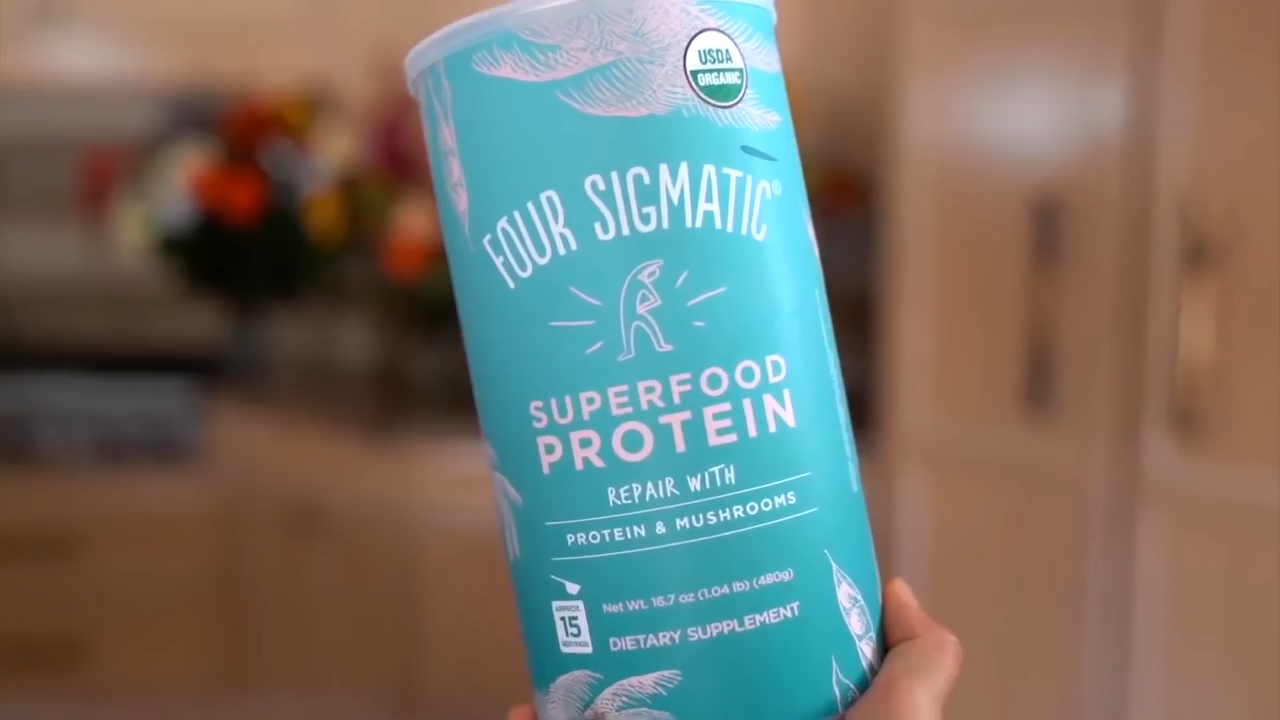 USDA
ORGANIC
FOUR SIGMATIC®
SUPERFOOD
PROTEIN
REPAIR WITH
PROTEIN & MUSHROOMS
APPROX.
15
SERVINGS
Net Wt. 16.7 oz (1.04 lb) (480g)
DIETARY SUPPLEMENT